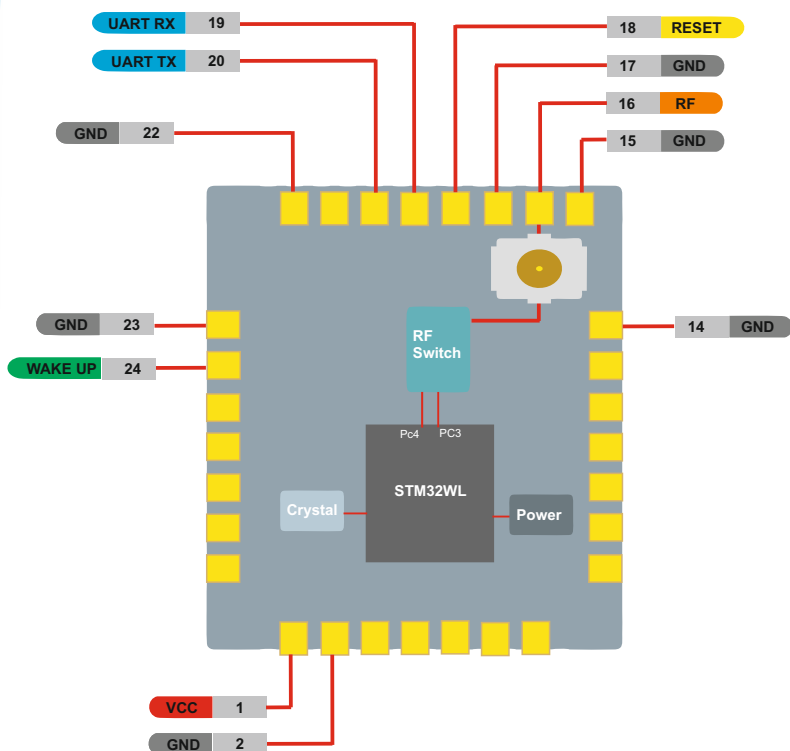 UART RX 19
18 RESET
UART TX 20
17 GND
16 RF
GND 22
15 GND
GND 23
14 GND
RF
Switch
WAKE UP 24
Pc4 PC3
STM32WL
Crystal
Power
VCC 1
GND 2